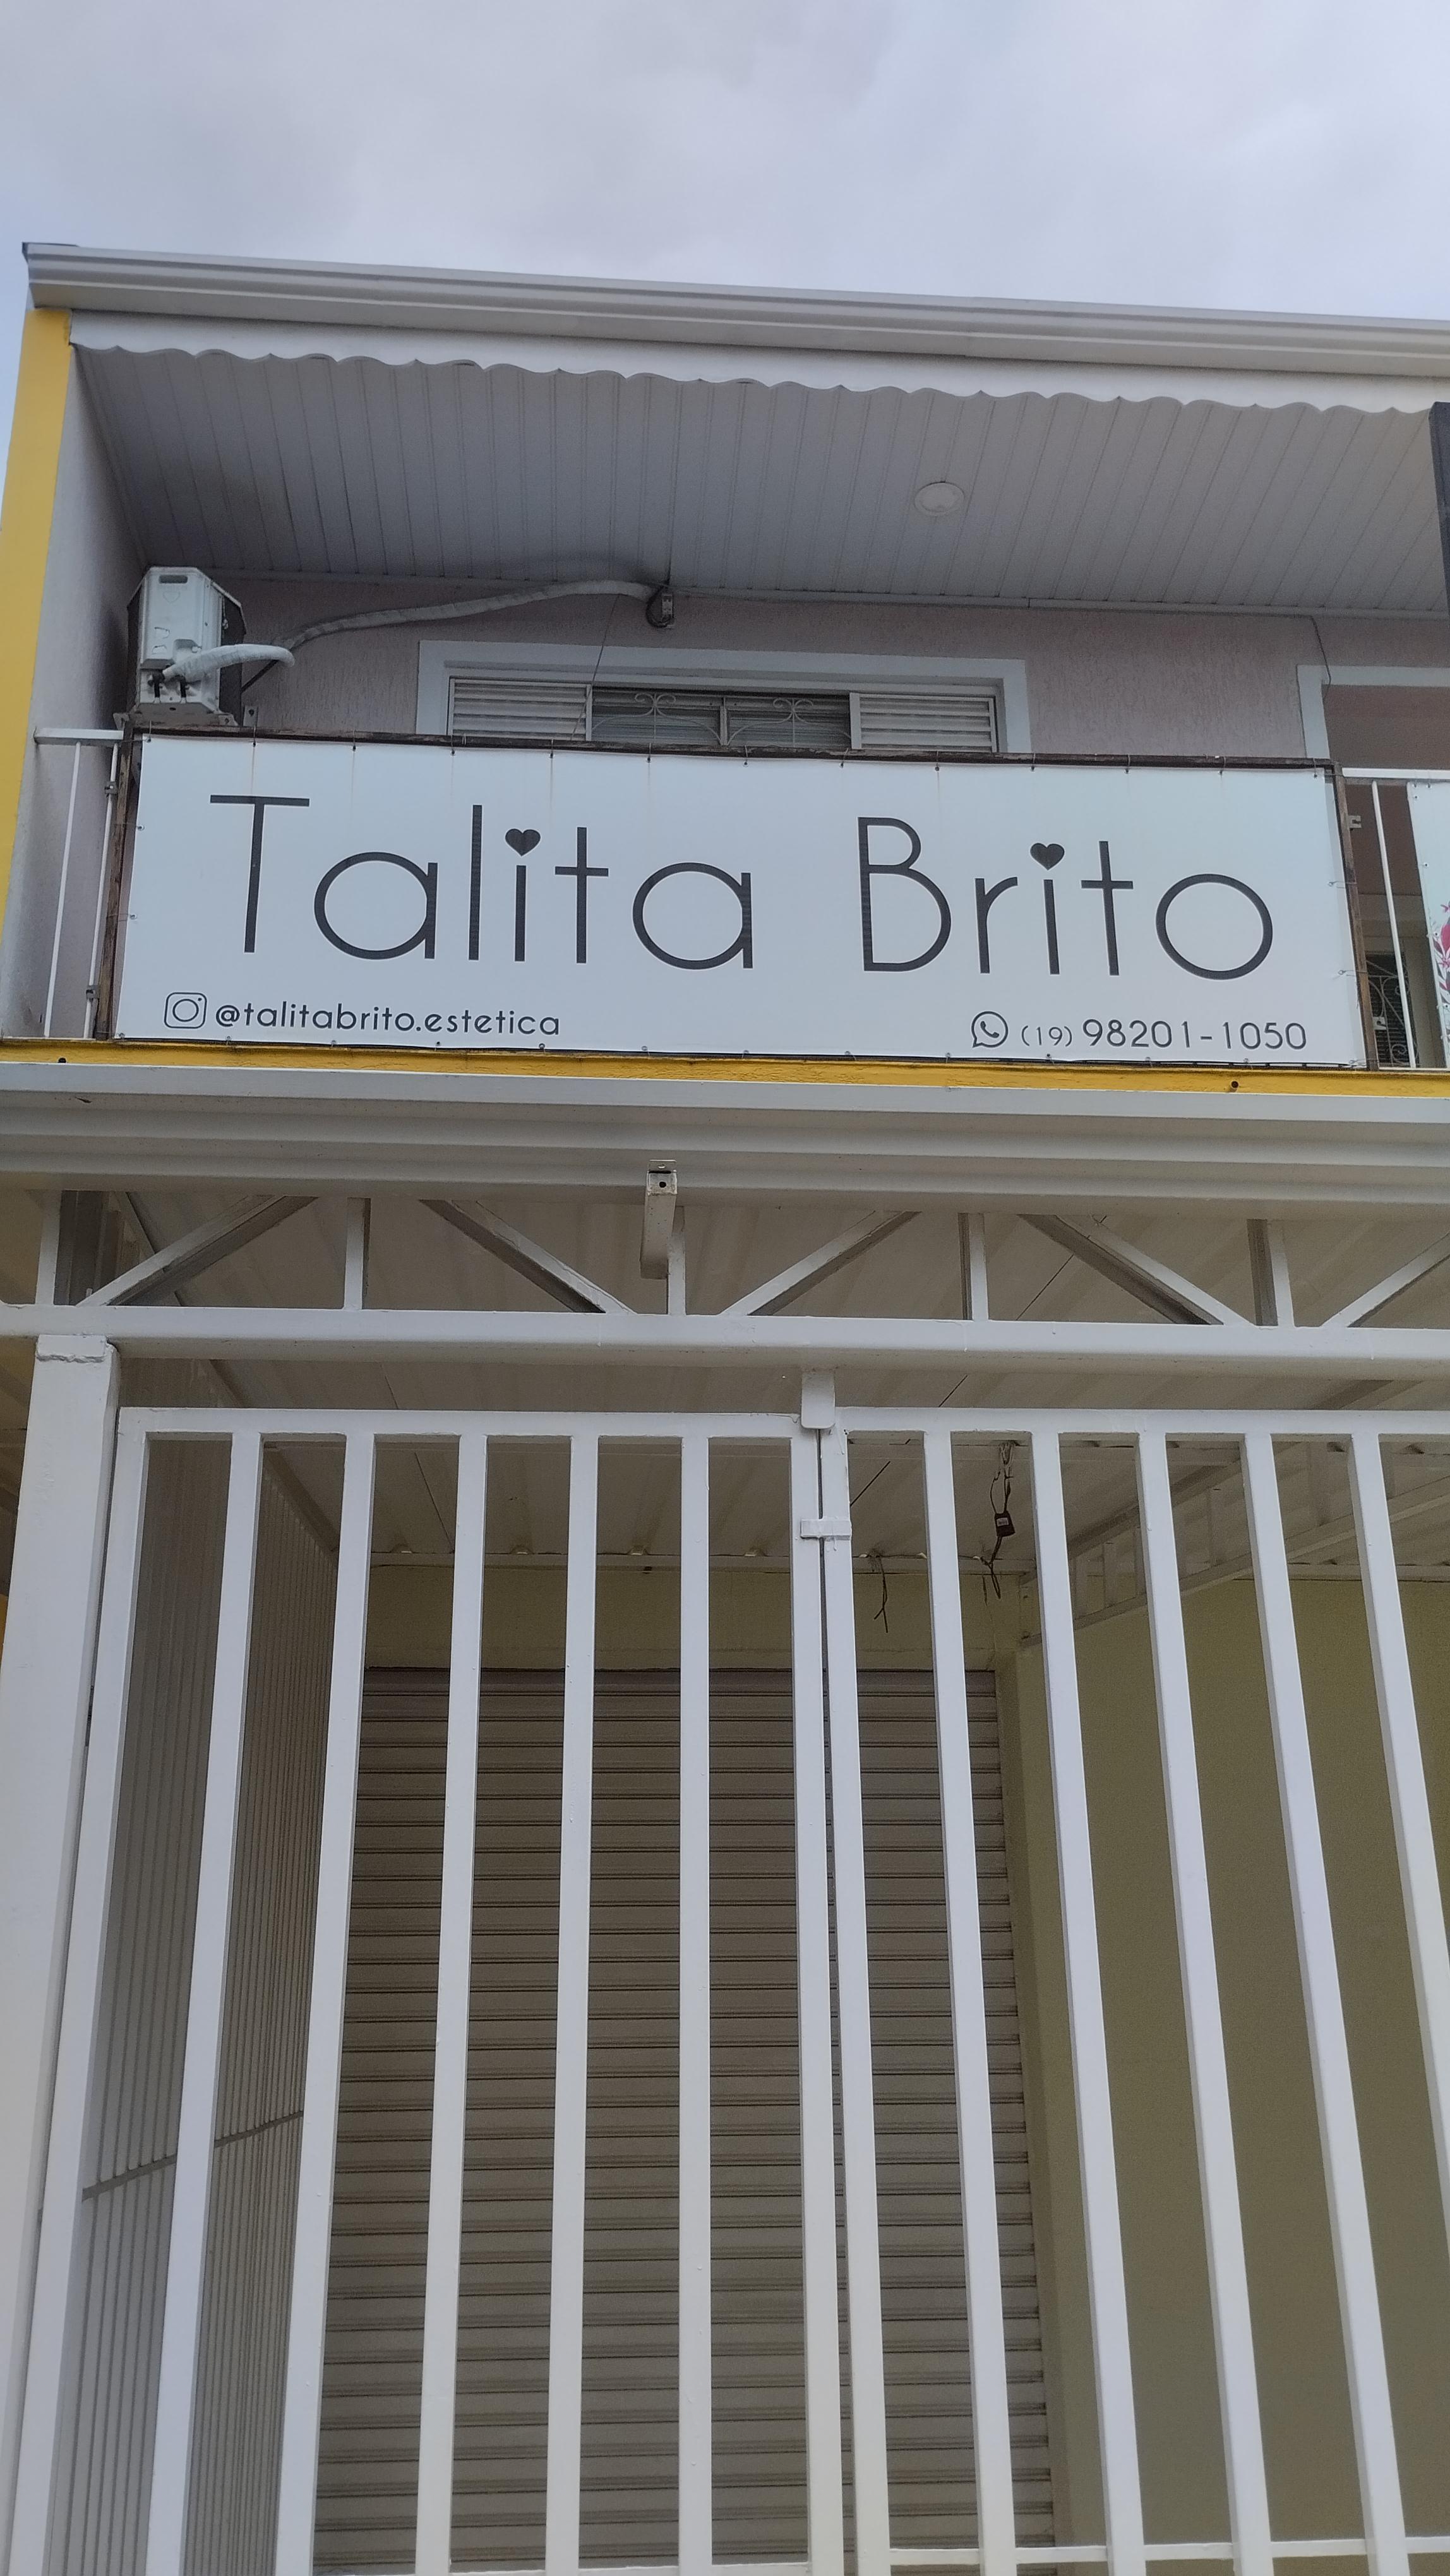 Talita Brito
@talitabrito.estetica
(19) 98201-1050